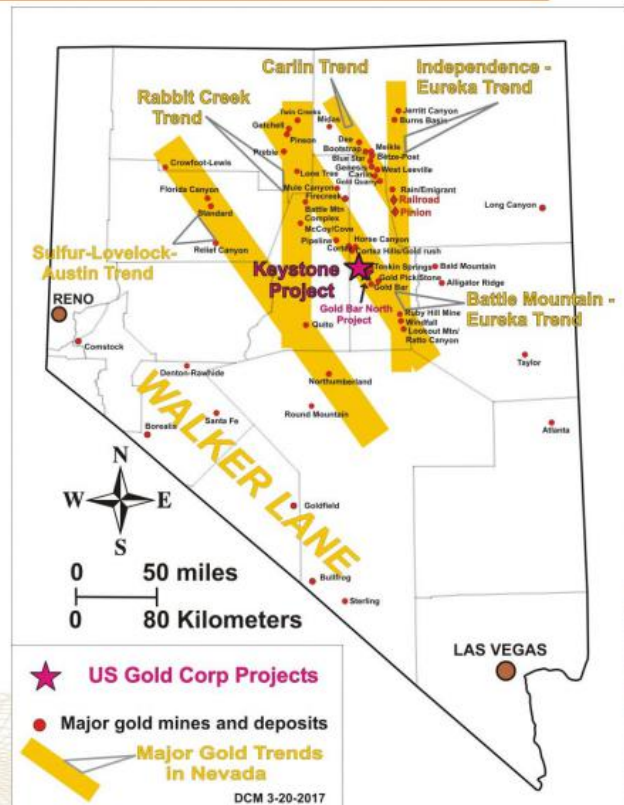 Carlin Trend
Independence -
Eureka Trend
Rabbit Creek
Trend
Twin Creeks
Midas
Getchell
Pinson
Preble
Jerritt Canyon
Burns Basin
Dee
Bootstrap
Meikle
Blue Star
Betze-Post
Genesis
West Leeville
Carlin
Gold Quarry
Crowfoot-Lewis
Lone Tree
Mule Canyon
Rain/Emigrant
Florida Canyon
Firecreek
Railroad
Standard
Battle Mtn
Complex
Pinion
Long Canyon
McCoy/Cove
Relief Canyon
Pipeline
Horse Canyon
Cortez
Cortez Hills/Gold rush
Sulfur-Lovelock-
Austin Trend
Keystone
Project
Tonkin Springs
Bald Mountain
Gold Pick/Stone
Alligator Ridge
Gold Bar
Gold Bar North
Project
Battle Mountain -
Eureka Trend
RENO
Ruby Hill Mine
Windfall
Lookout Mtn/
Ratto Canyon
Quito
Comstock
Taylor
Denton-Rawhide
Northumberland
Round Mountain
Santa Fe
Borealis
Atlanta
WALKER LANE
N
W
E
S
Goldfield
0 50 miles
0 80 Kilometers
Bullfrog
Sterling
LAS VEGAS
US Gold Corp Projects
Major gold mines and deposits
Major Gold Trends
in Nevada
DCM 3-20-2017